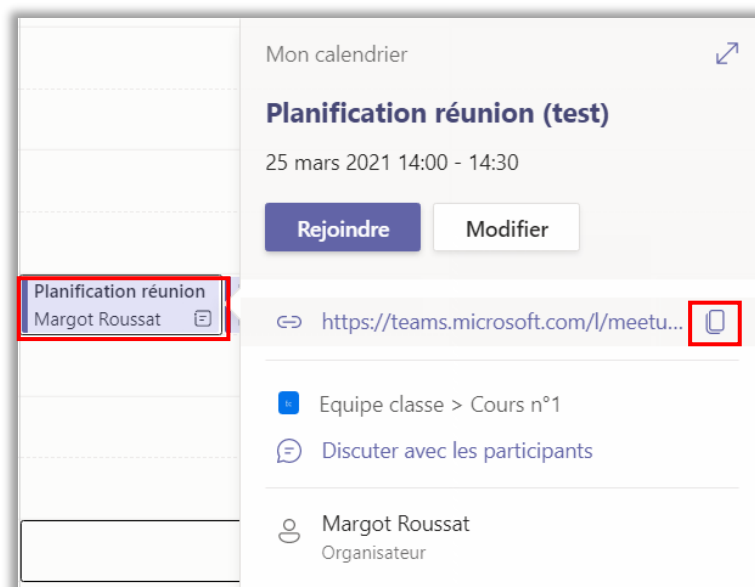 Mon calendrier
Planification réunion (test)
25 mars 2021 14:00 - 14:30
Rejoindre
Modifier
Planification réunion
Margot Roussat
https://teams.microsoft.com/l/meetu...
Equipe classe > Cours n°1
Discuter avec les participants
Margot Roussat
Organisateur